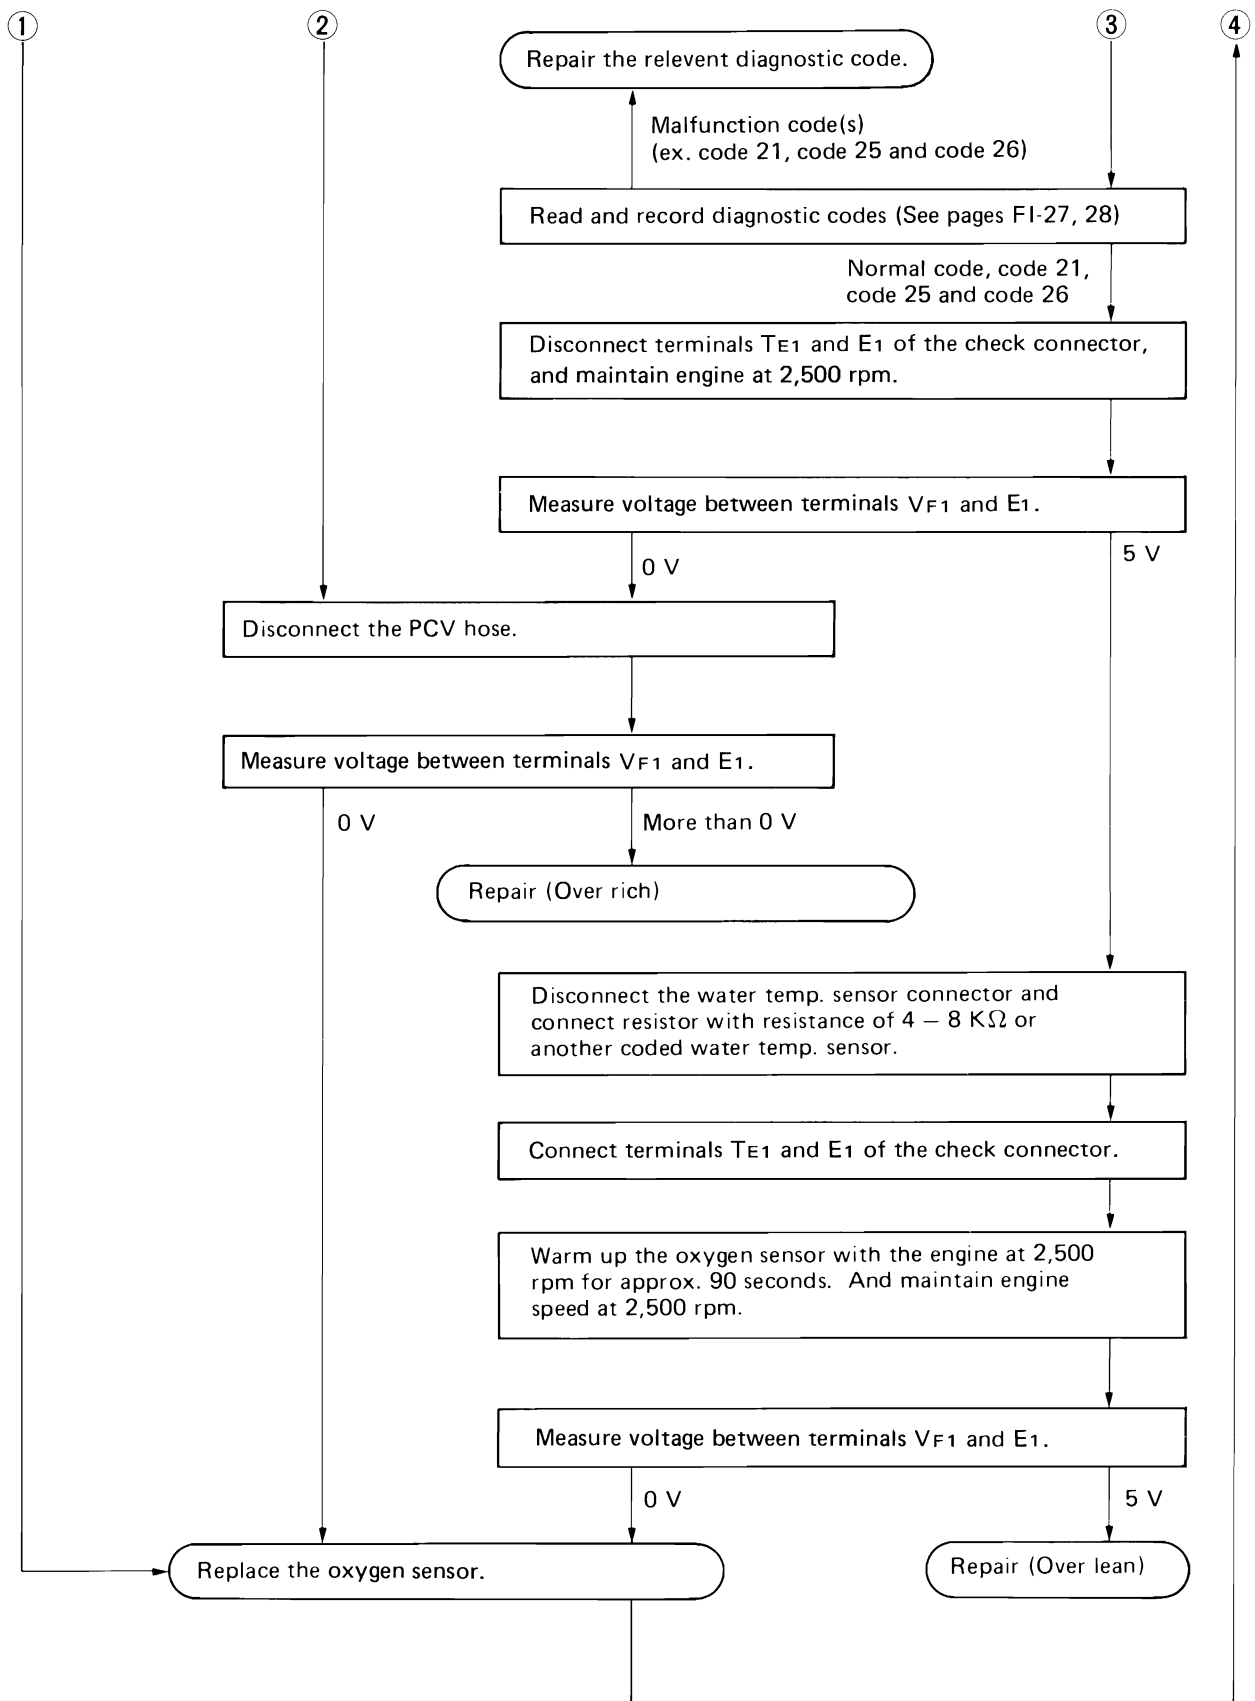 ① ② ③ ④
Repair the relevent diagnostic code.
Malfunction code(s)
(ex. code 21, code 25 and code 26)
Read and record diagnostic codes (See pages FI-27, 28)
Normal code, code 21,
code 25 and code 26
Disconnect terminals TE1 and E1 of the check connector,
and maintain engine at 2,500 rpm.
Measure voltage between terminals VF1 and E1.
0 V
5 V
Disconnect the PCV hose.
Measure voltage between terminals VF1 and E1.
0 V
More than 0 V
Repair (Over rich)
Disconnect the water temp. sensor connector and
connect resistor with resistance of 4 – 8 KΩ or
another coded water temp. sensor.
Connect terminals TE1 and E1 of the check connector.
Warm up the oxygen sensor with the engine at 2,500
rpm for approx. 90 seconds. And maintain engine
speed at 2,500 rpm.
Measure voltage between terminals VF1 and E1.
0 V
5 V
Replace the oxygen sensor.
Repair (Over lean)